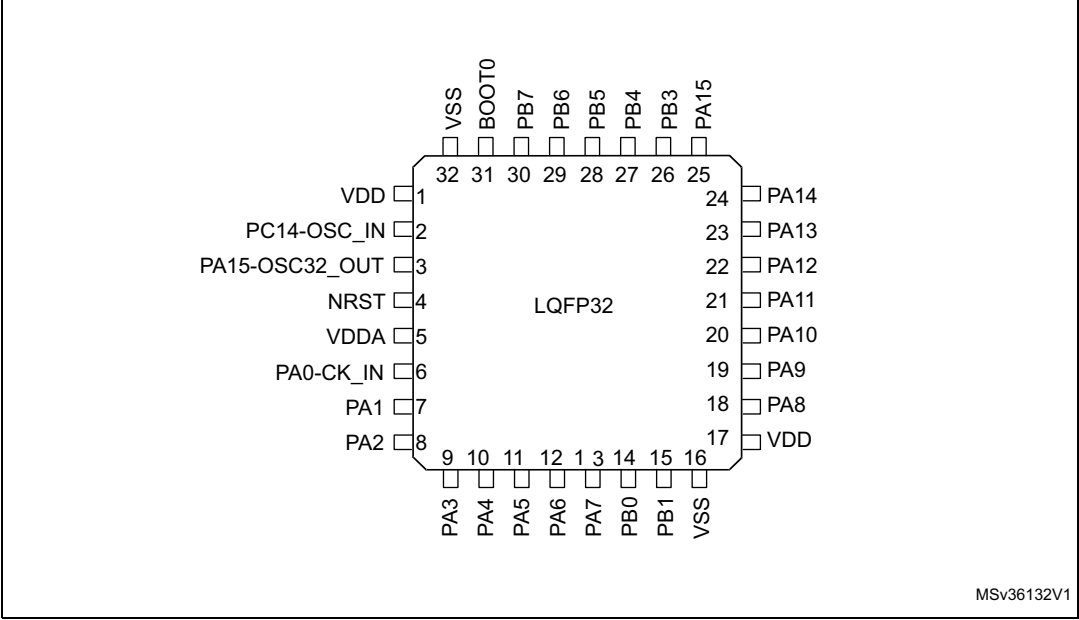 VSS
BOOT0
PB7
PB6
PB5
PB4
PB3
PA15
32 31 30 29 28 27 26 25
VDD 1 24 PA14
PC14-OSC_IN 2 23 PA13
PA15-OSC32_OUT 3 22 PA12
NRST 4 LQFP32 21 PA11
VDDA 5 20 PA10
PA0-CK_IN 6 19 PA9
PA1 7 18 PA8
PA2 8 17 VDD
9 10 11 12 1 3 14 15 16
PA3
PA4
PA5
PA6
PA7
PB0
PB1
VSS
MSv36132V1